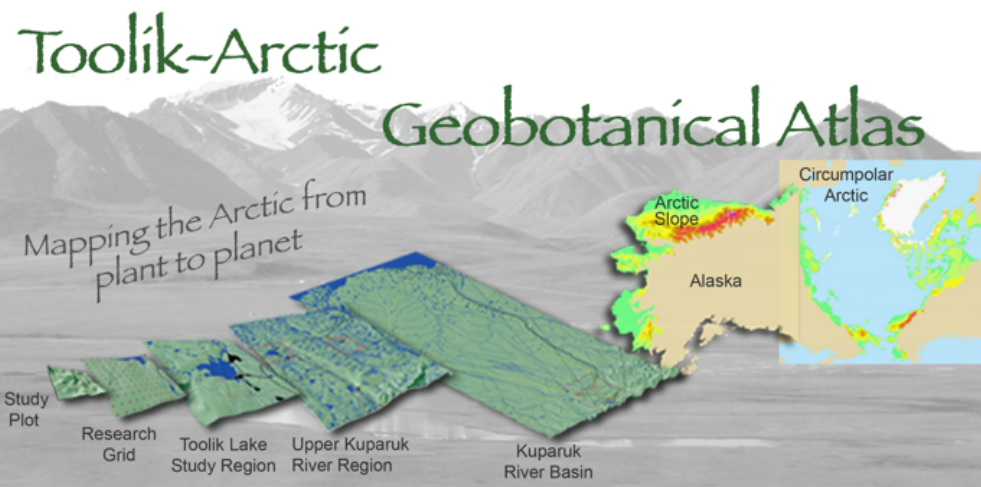 Toolik-Arctic
Geobotanical Atlas
Mapping the Arctic from
plant to planet
Circumpolar
Arctic
Arctic
Slope
Alaska
Study
Plot
Research
Grid
Toolik Lake
Study Region
Upper Kuparuk
River Region
Kuparuk
River Basin